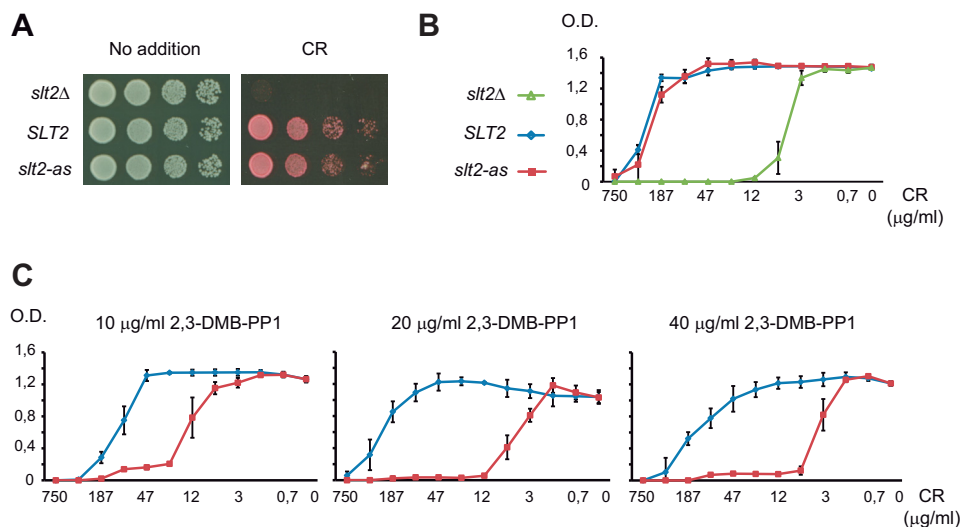 A
No addition
CR
slt2Δ
SLT2
slt2-as
B
O.D.
1,6
1,2
0,8
0,4
0
750
187
47
12
3
0,7
0
CR
(μg/ml)
slt2Δ
SLT2
slt2-as
C
O.D.
10 μg/ml 2,3-DMB-PP1
20 μg/ml 2,3-DMB-PP1
40 μg/ml 2,3-DMB-PP1
1,6
1,2
0,8
0,4
0
750
187
47
12
3
0,7
0
750
187
47
12
3
0,7
0
750
187
47
12
3
0,7
0
CR
(μg/ml)